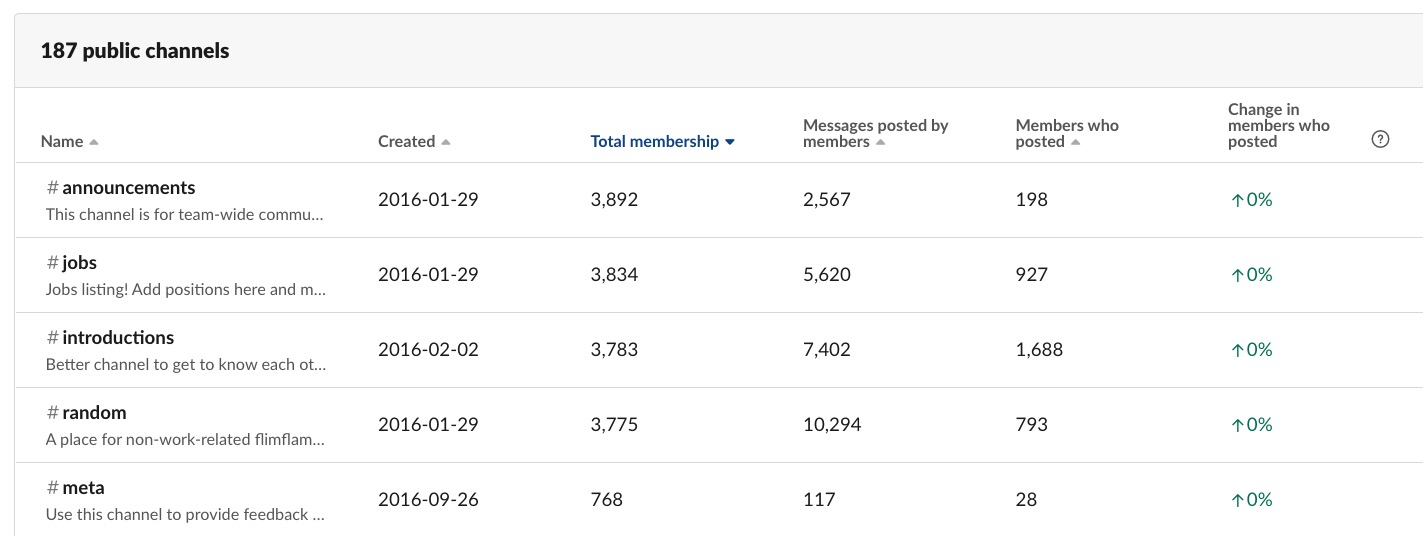 187 public channels
Name Created Total membership Messages posted by members Members who posted Change in members who posted ?
# announcements
This channel is for team-wide commu...
2016-01-29 3,892 2,567 198 ↑0%
# jobs
Jobs listing! Add positions here and m...
2016-01-29 3,834 5,620 927 ↑0%
# introductions
Better channel to get to know each ot...
2016-02-02 3,783 7,402 1,688 ↑0%
# random
A place for non-work-related flimflam...
2016-01-29 3,775 10,294 793 ↑0%
# meta
Use this channel to provide feedback ...
2016-09-26 768 117 28 ↑0%